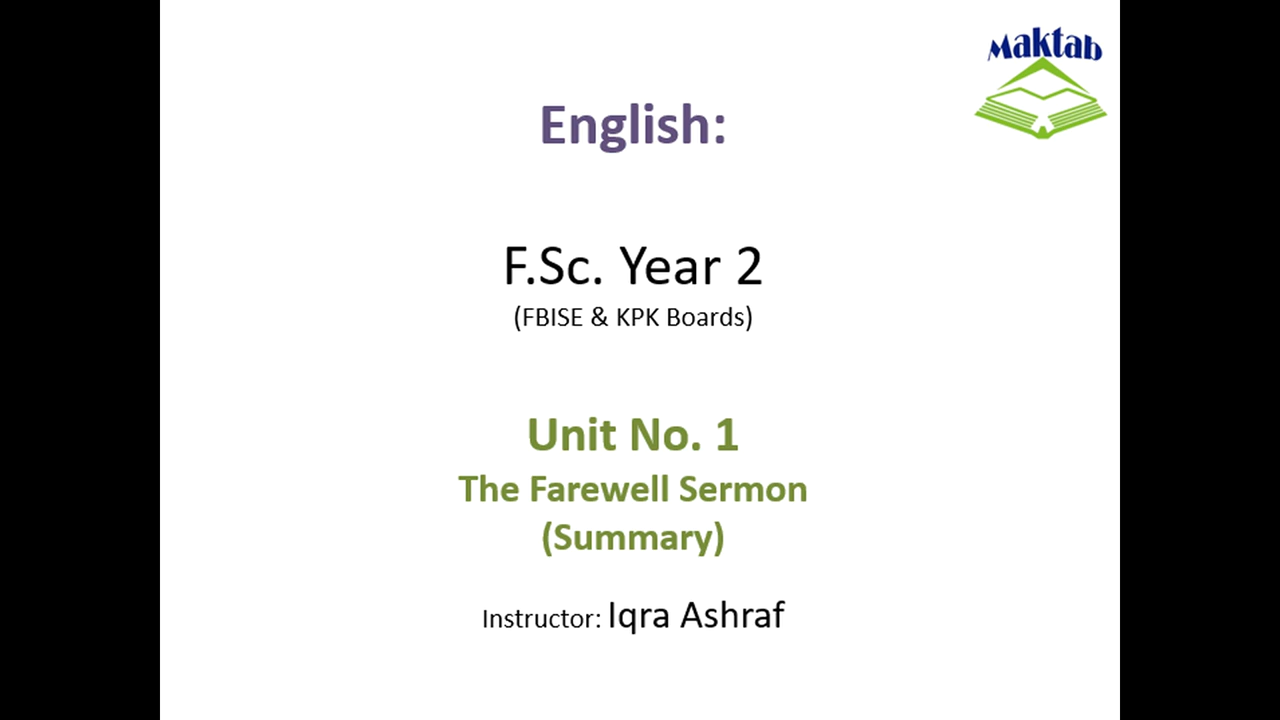 Maktab
English:
F.Sc. Year 2
(FBISE & KPK Boards)
Unit No. 1
The Farewell Sermon
(Summary)
Instructor: Iqra Ashraf